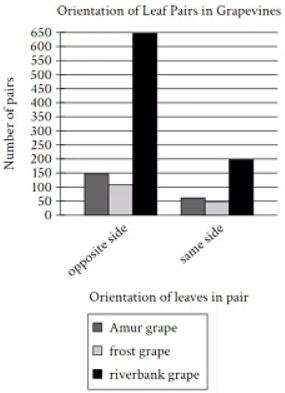 Orientation of Leaf Pairs in Grapevines
Number of pairs
650
600
550
500
450
400
350
300
250
200
150
100
50
0
opposite side
same side
Orientation of leaves in pair
Amur grape
frost grape
riverbank grape